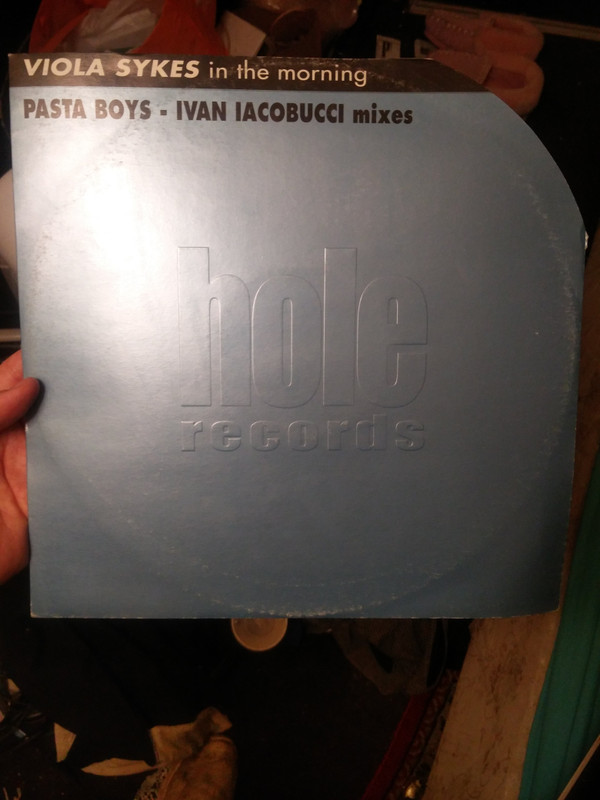 VIOLA SYKES in the morning
PASTA BOYS - IVAN IACOBUCCI mixes
hole
records